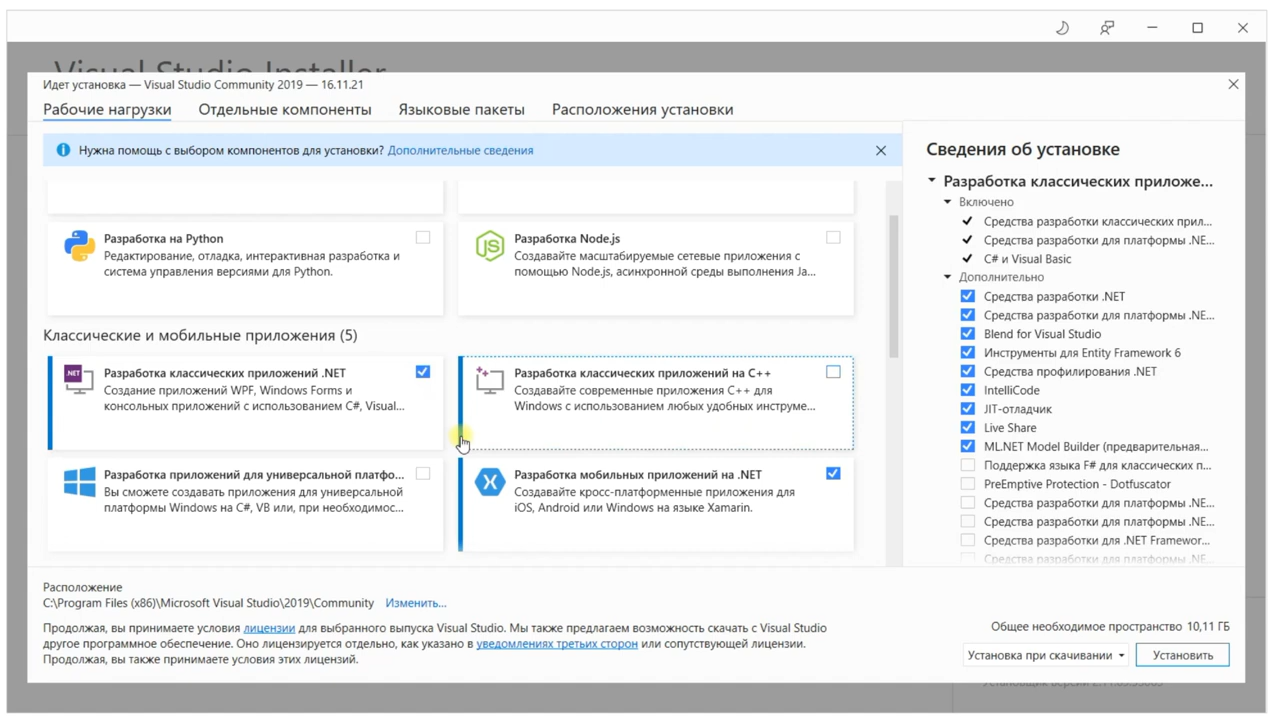 Visual Studio Installer
Идет установка — Visual Studio Community 2019 — 16.11.21
Рабочие нагрузки
Отдельные компоненты
Языковые пакеты
Расположения установки
Нужна помощь с выбором компонентов для установки? Дополнительные сведения
Разработка на Python
Редактирование, отладка, интерактивная разработка и
система управления версиями для Python.
Разработка Node.js
Создавайте масштабируемые сетевые приложения с
помощью Node.js, асинхронной среды выполнения Ja...
Классические и мобильные приложения (5)
.NET
Разработка классических приложений .NET
Создание приложений WPF, Windows Forms и
консольных приложений с использованием C#, Visual...
Разработка классических приложений на C++
Создавайте современные приложения C++ для
Windows с использованием любых удобных инструме...
Разработка приложений для универсальной платфо...
Вы сможете создавать приложения для универсальной
платформы Windows на C#, VB или, при необходимос...
Разработка мобильных приложений на .NET
Создавайте кросс-платформенные приложения для
iOS, Android или Windows на языке Xamarin.
Сведения об установке
Разработка классических приложе...
Включено
Средства разработки классических прил...
Средства разработки для платформы .NE...
C# и Visual Basic
Дополнительно
Средства разработки .NET
Средства разработки для платформы .NE...
Blend for Visual Studio
Инструменты для Entity Framework 6
Средства профилирования .NET
IntelliCode
JIT-отладчик
Live Share
ML.NET Model Builder (предварительная...
Поддержка языка F# для классических п...
PreEmptive Protection - Dotfuscator
Средства разработки для платформы .NE...
Средства разработки для платформы .NE...
Средства разработки для .NET Framewor...
Средства разработки для платформы .NE...
Расположение
C:\Program Files (x86)\Microsoft Visual Studio\2019\Community Изменить...
Продолжая, вы принимаете условия лицензии для выбранного выпуска Visual Studio. Мы также предлагаем возможность скачать с Visual Studio
другое программное обеспечение. Оно лицензируется отдельно, как указано в уведомлениях третьих сторон или сопутствующей лицензии.
Продолжая, вы также принимаете условия этих лицензий.
Общее необходимое пространство 10,11 ГБ
Установка при скачивании
Установить